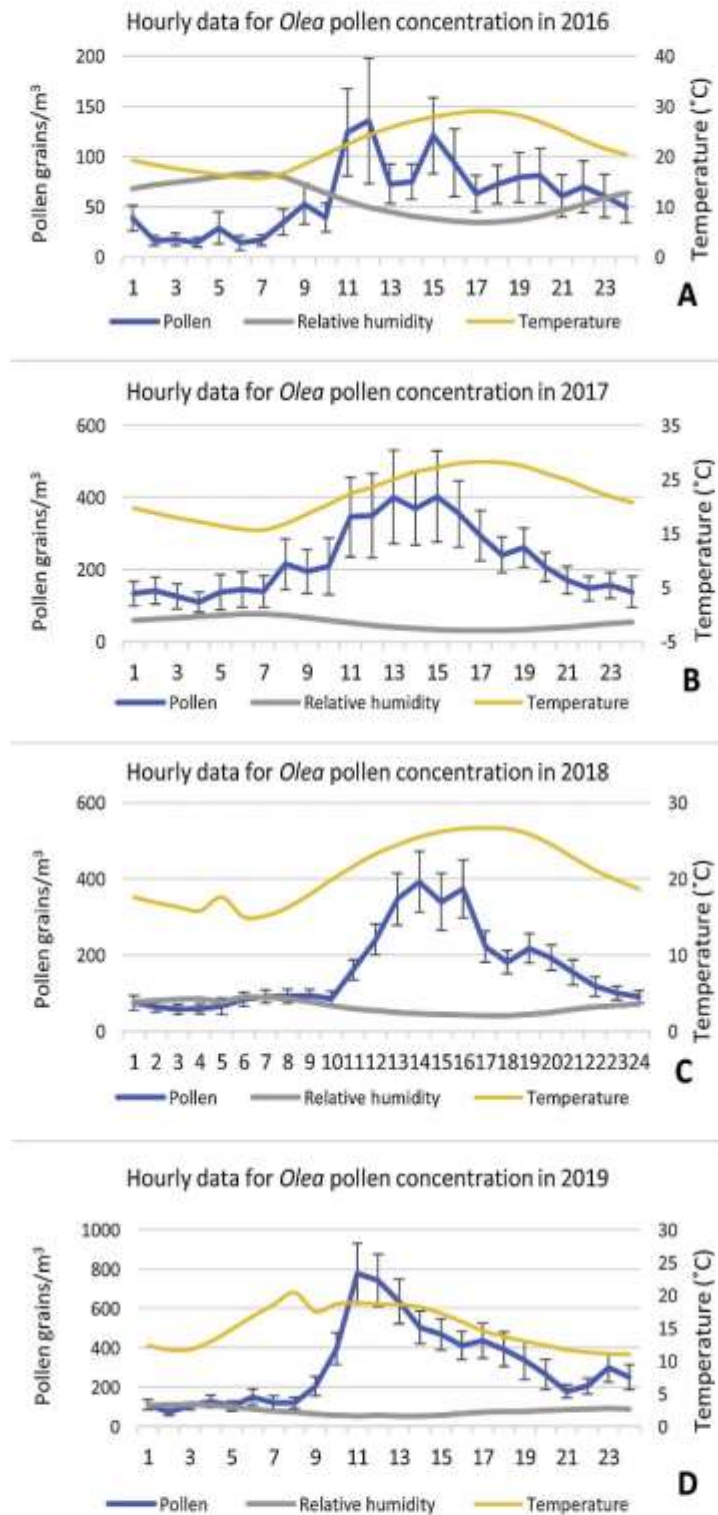 Hourly data for Olea pollen concentration in 2016
Pollen grains/m³
200
150
100
50
0
40
30
20
10
0
Temperature (˚C)
1 3 5 7 9 11 13 15 17 19 21 23
A
Pollen Relative humidity Temperature
Hourly data for Olea pollen concentration in 2017
Pollen grains/m³
600
400
200
0
35
25
15
5
-5
Temperature (˚C)
1 3 5 7 9 11 13 15 17 19 21 23
B
Pollen Relative humidity Temperature
Hourly data for Olea pollen concentration in 2018
Pollen grains/m³
600
400
200
0
30
20
10
0
Temperature (˚C)
1 2 3 4 5 6 7 8 9 10 11 12 13 14 15 16 17 18 19 20 21 22 23 24
C
Pollen Relative humidity Temperature
Hourly data for Olea pollen concentration in 2019
Pollen grains/m³
1000
800
600
400
200
0
30
25
20
15
10
5
0
Temperature (˚C)
1 3 5 7 9 11 13 15 17 19 21 23
D
Pollen Relative humidity Temperature